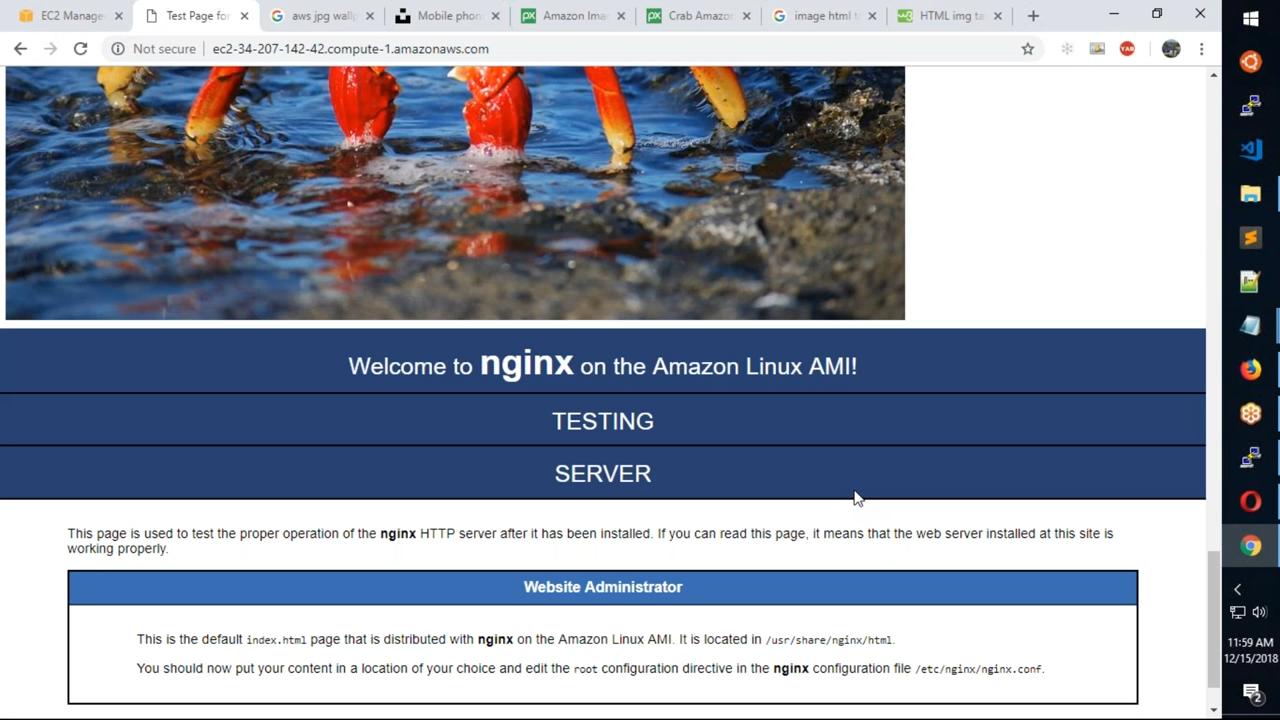 EC2 Manage
Test Page for
aws jpg wallp
Mobile phon
Amazon Ima
Crab Amazon
image html t
HTML img ta
Not secure
ec2-34-207-142-42.compute-1.amazonaws.com
YAB
Welcome to nginx on the Amazon Linux AMI!
TESTING
SERVER
This page is used to test the proper operation of the nginx HTTP server after it has been installed. If you can read this page, it means that the web server installed at this site is
working properly.
Website Administrator
This is the default index.html page that is distributed with nginx on the Amazon Linux AMI. It is located in /usr/share/nginx/html.
You should now put your content in a location of your choice and edit the root configuration directive in the nginx configuration file /etc/nginx/nginx.conf.
11:59 AM
12/15/2018
2